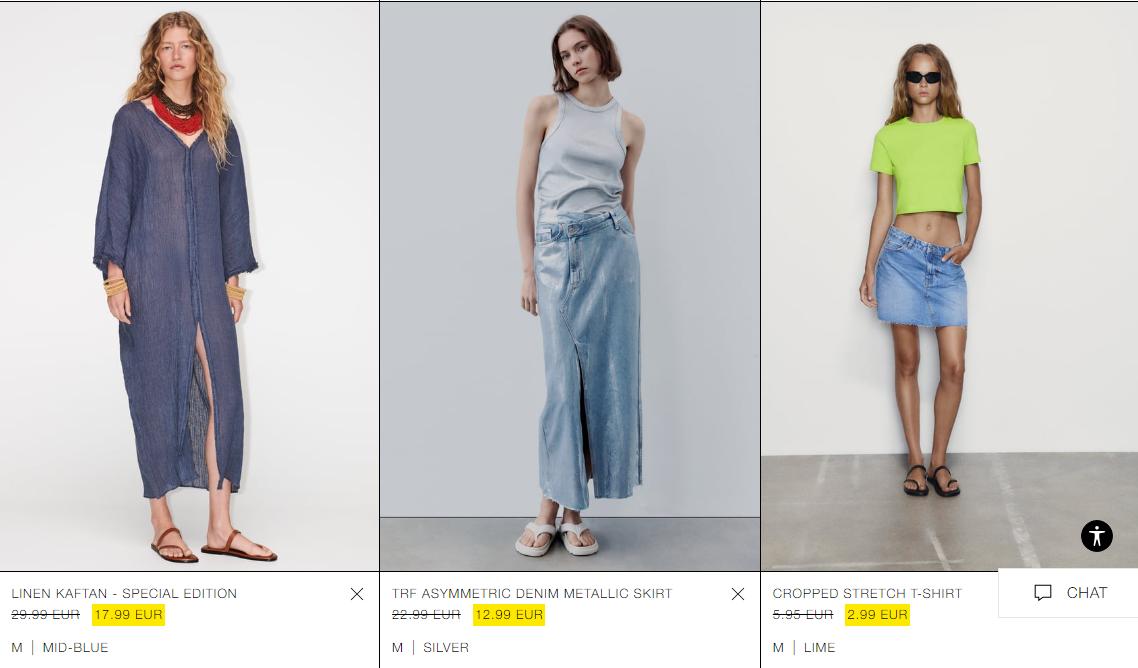 LINEN KAFTAN - SPECIAL EDITION
29.99 EUR 17.99 EUR
M | MID-BLUE
TRF ASYMMETRIC DENIM METALLIC SKIRT
22.99 EUR 12.99 EUR
M | SILVER
CROPPED STRETCH T-SHIRT
5.95 EUR 2.99 EUR
M | LIME
CHAT